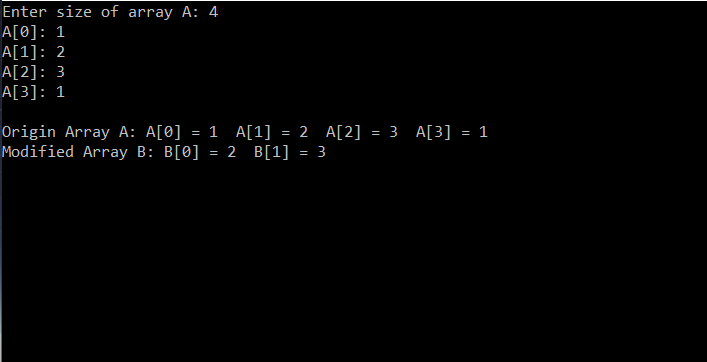 Enter size of array A: 4
A[0]: 1
A[1]: 2
A[2]: 3
A[3]: 1
Origin Array A: A[0] = 1  A[1] = 2  A[2] = 3  A[3] = 1
Modified Array B: B[0] = 2  B[1] = 3